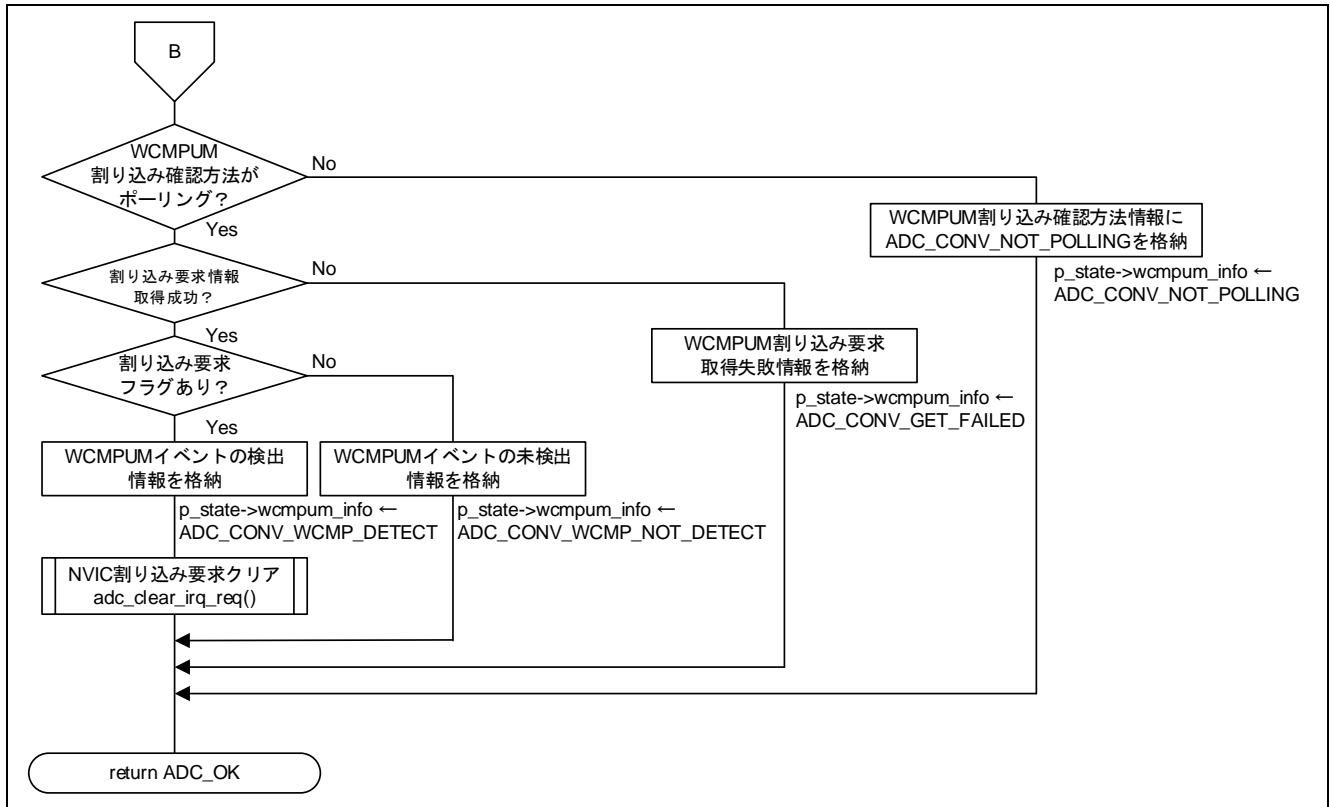 B
WCMPUM
割り込み確認方法が
ポーリング？
No
Yes
WCMPUM割り込み確認方法情報に
ADC_CONV_NOT_POLLINGを格納
p_state->wcmpum_info ←
ADC_CONV_NOT_POLLING
割り込み要求情報
取得成功？
No
Yes
WCMPUM割り込み要求
取得失敗情報を格納
p_state->wcmpum_info ←
ADC_CONV_GET_FAILED
割り込み要求
フラグあり？
No
Yes
WCMPUMイベントの検出
情報を格納
p_state->wcmpum_info ←
ADC_CONV_WCMP_DETECT
WCMPUMイベントの未検出
情報を格納
p_state->wcmpum_info ←
ADC_CONV_WCMP_NOT_DETECT
NVIC割り込み要求クリア
adc_clear_irq_req()
return ADC_OK